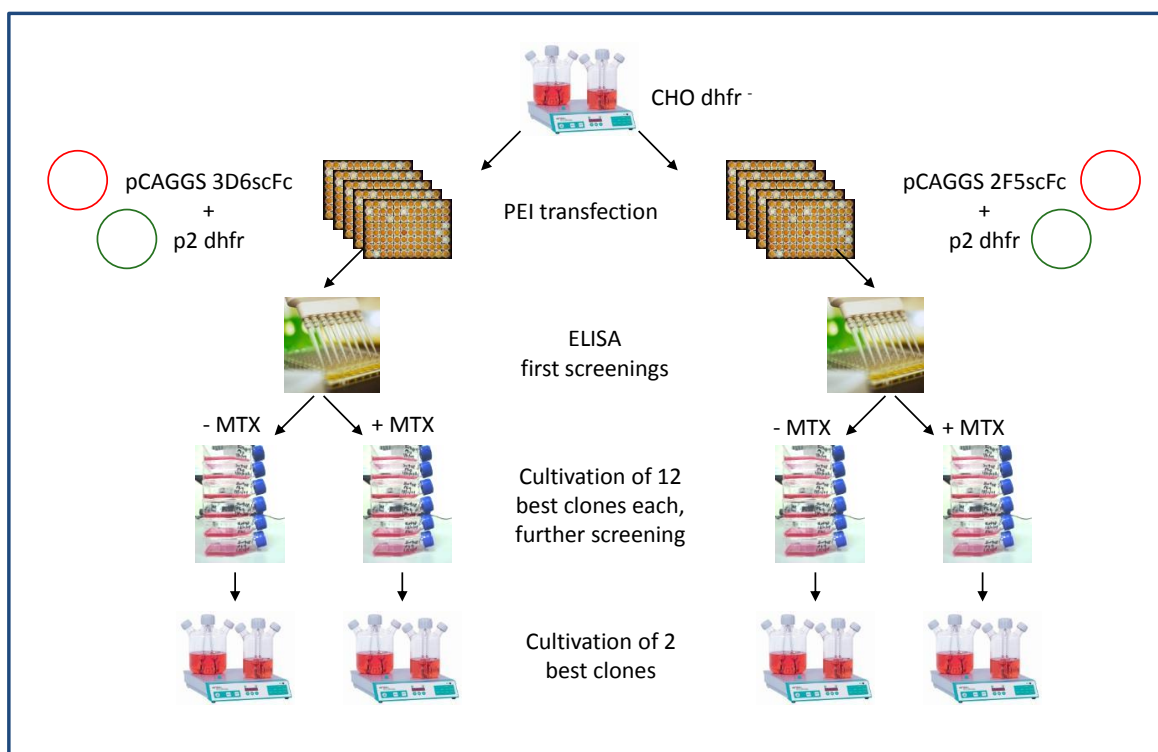 CHO dhfr -
pCAGGS 3D6scFc
+
p2 dhfr
PEI transfection
pCAGGS 2F5scFc
+
p2 dhfr
ELISA
first screenings
- MTX
+ MTX
- MTX
+ MTX
Cultivation of 12
best clones each,
further screening
Cultivation of 2
best clones